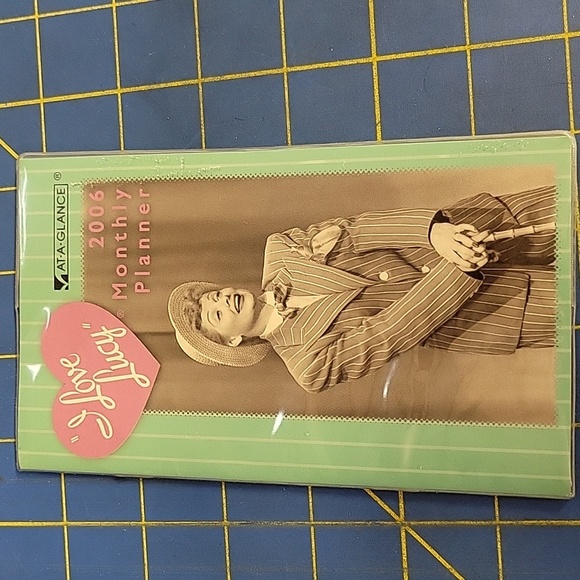 AT-A-GLANCE®
"I Love
Lucy"®
2006
Monthly
Planner